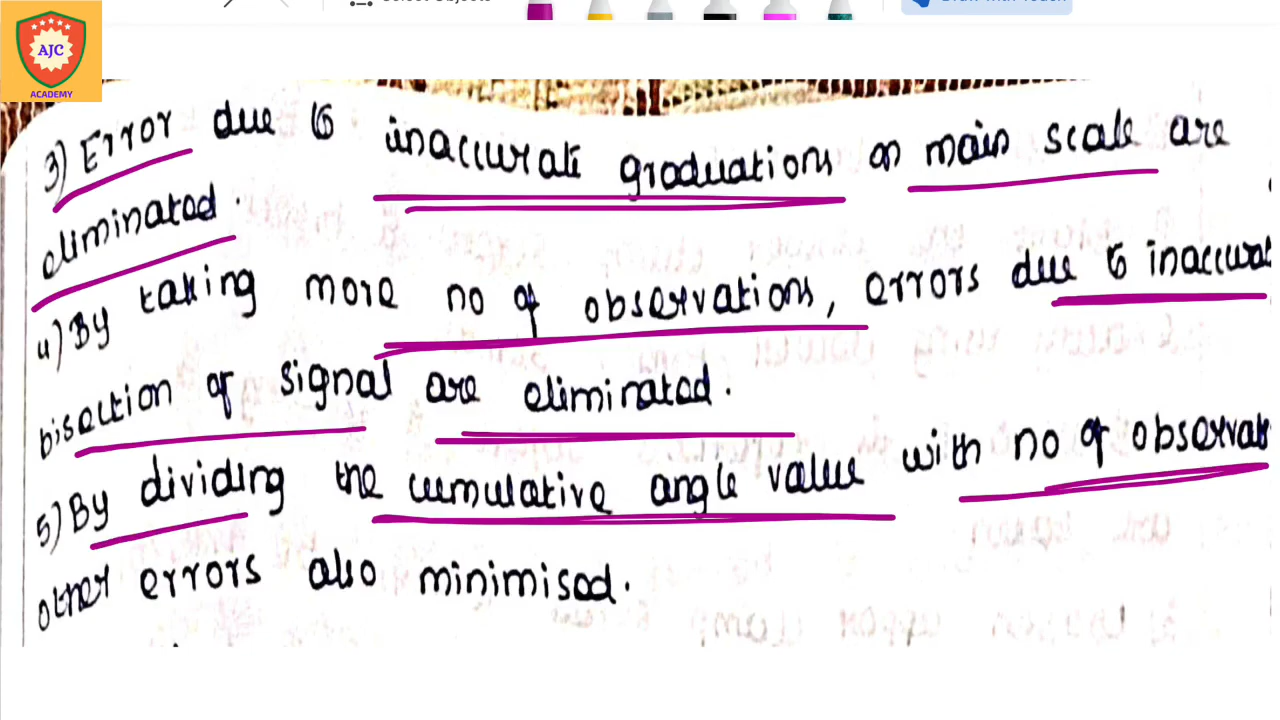 AJC
ACADEMY
3) Error due to inaccurate graduations on main scale are
eliminated.
4) By taking more no of observations, errors due to
bisection of signal are eliminated.
5) By dividing the cumulative angle value with no of
other errors also minimised.